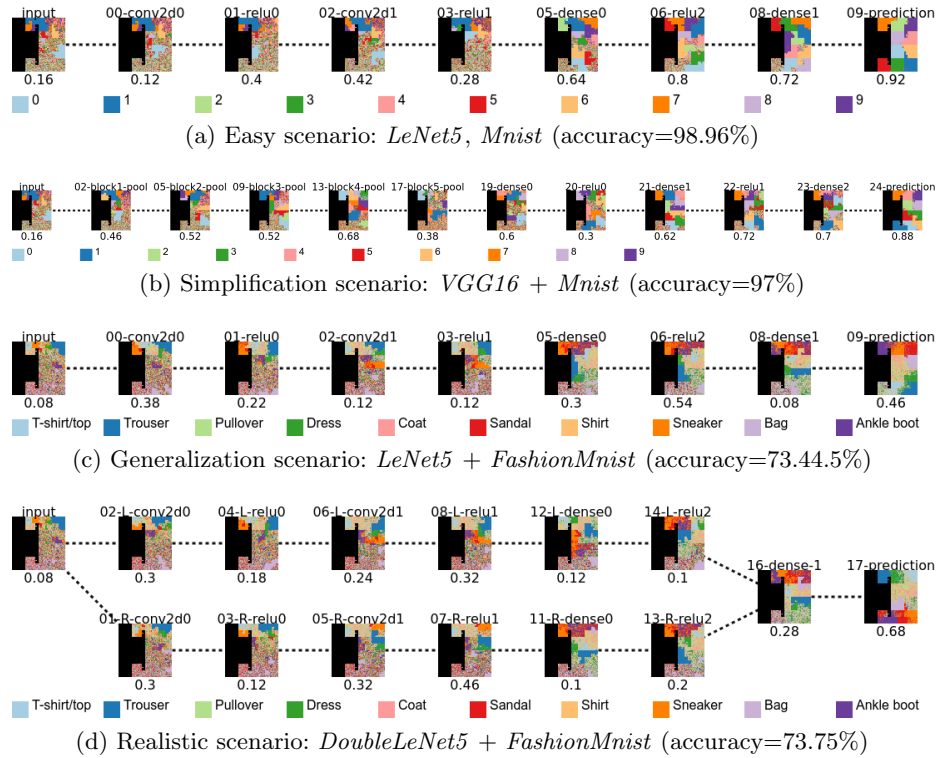 input 00-conv2d0 01-relu0 02-conv2d1 03-relu1 05-dense0 06-relu2 08-dense1 09-prediction
0.16 0.12 0.4 0.42 0.28 0.64 0.8 0.72 0.92
0 1 2 3 4 5 6 7 8 9
(a) Easy scenario: LeNet5, Mnist (accuracy=98.96%)
input 02-block1-pool 05-block2-pool 09-block3-pool 13-block4-pool 17-block5-pool 19-dense0 20-relu0 21-dense1 22-relu1 23-dense2 24-prediction
0.16 0.46 0.52 0.52 0.68 0.38 0.6 0.3 0.62 0.72 0.7 0.88
0 1 2 3 4 5 6 7 8 9
(b) Simplification scenario: VGG16 + Mnist (accuracy=97%)
input 00-conv2d0 01-relu0 02-conv2d1 03-relu1 05-dense0 06-relu2 08-dense1 09-prediction
0.08 0.38 0.22 0.12 0.12 0.3 0.54 0.08 0.46
T-shirt/top Trouser Pullover Dress Coat Sandal Shirt Sneaker Bag Ankle boot
(c) Generalization scenario: LeNet5 + FashionMnist (accuracy=73.44.5%)
input 02-L-conv2d0 04-L-relu0 06-L-conv2d1 08-L-relu1 12-L-dense0 14-L-relu2
16-dense-1 17-prediction
0.08 0.3 0.18 0.24 0.32 0.12 0.1
01-R-conv2d0 03-R-relu0 05-R-conv2d1 07-R-relu1 11-R-dense0 13-R-relu2
0.28 0.68
0.3 0.12 0.32 0.46 0.1 0.2
T-shirt/top Trouser Pullover Dress Coat Sandal Shirt Sneaker Bag Ankle boot
(d) Realistic scenario: DoubleLeNet5 + FashionMnist (accuracy=73.75%)